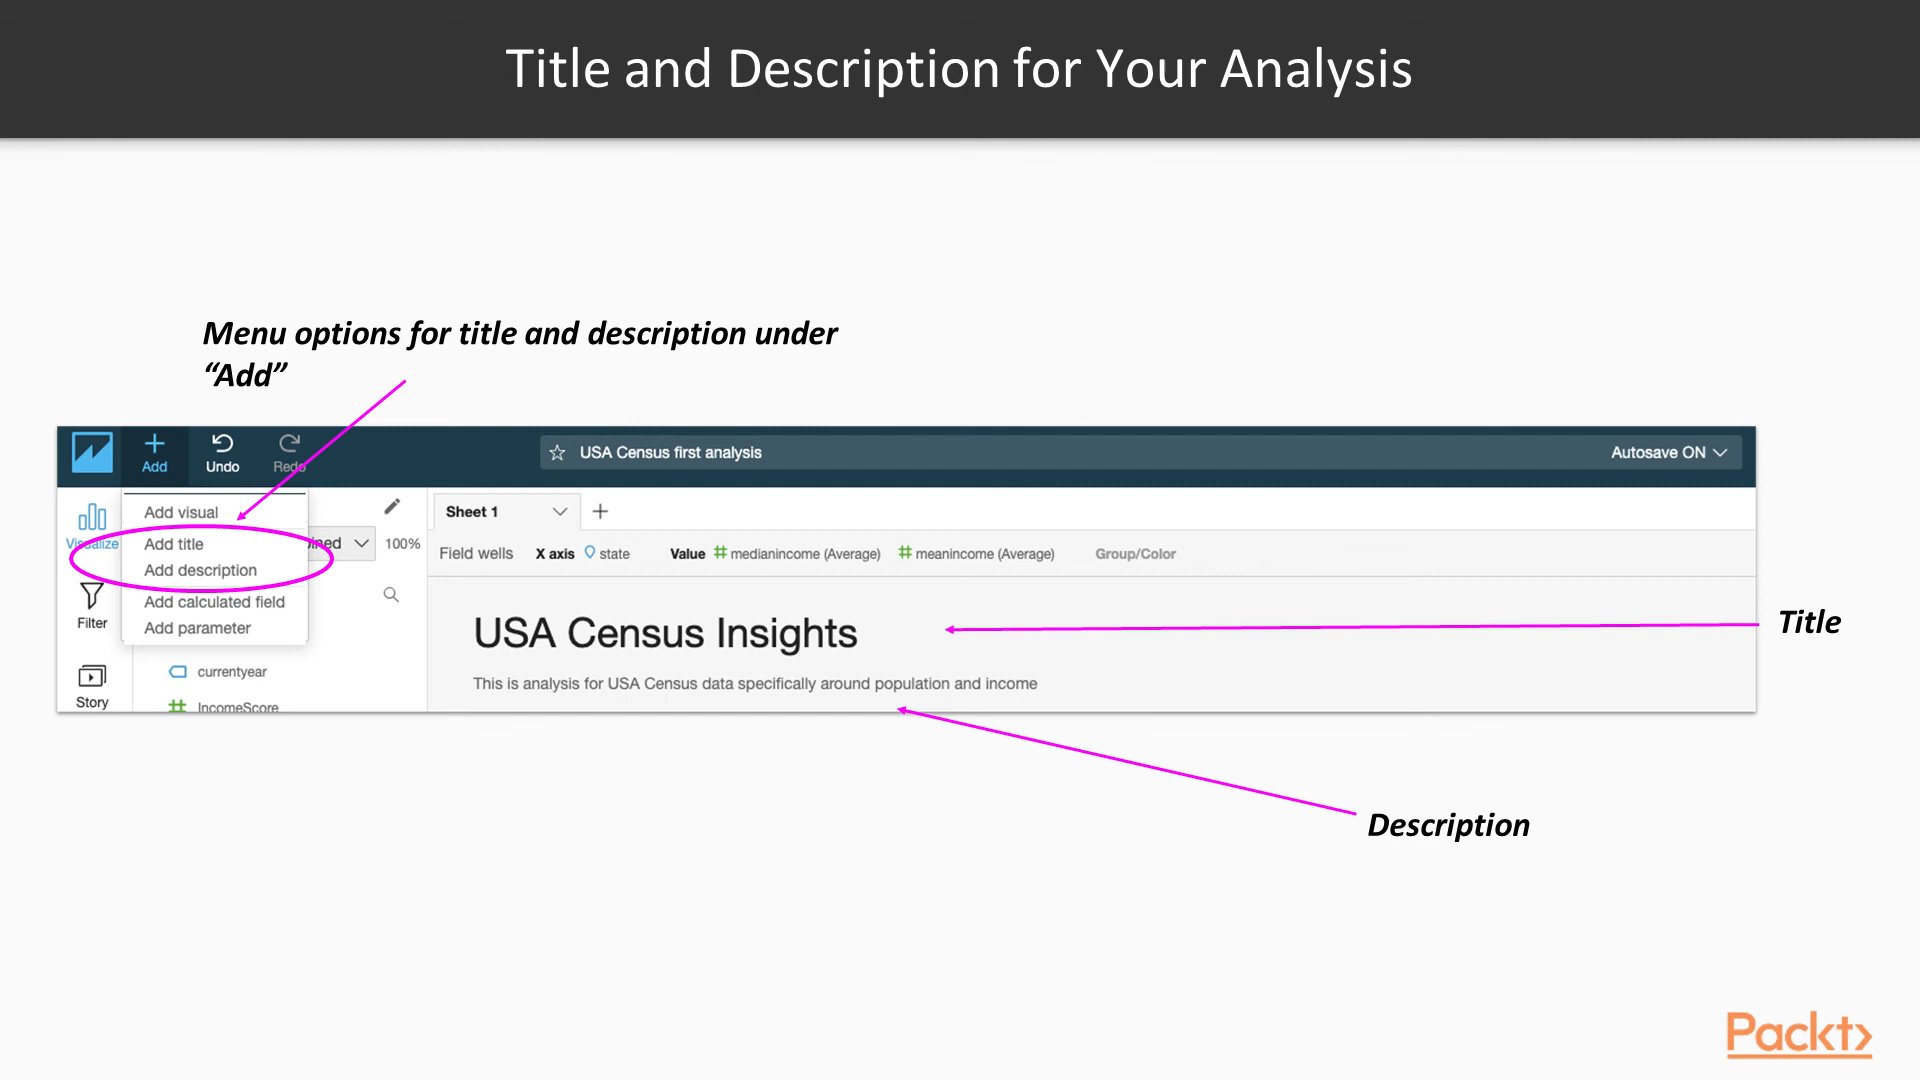 Title and Description for Your Analysis
Menu options for title and description under
“Add”
Add
Undo
Redo
USA Census first analysis
Autosave ON
Add visual
Sheet 1
Visualize
Add title
100%
Add description
Field wells X axis state Value medianincome (Average) meanincome (Average) Group/Color
Filter
Add calculated field
Add parameter
USA Census Insights
Title
currentyear
This is analysis for USA Census data specifically around population and income
Story
IncomeScore
Description
Packt